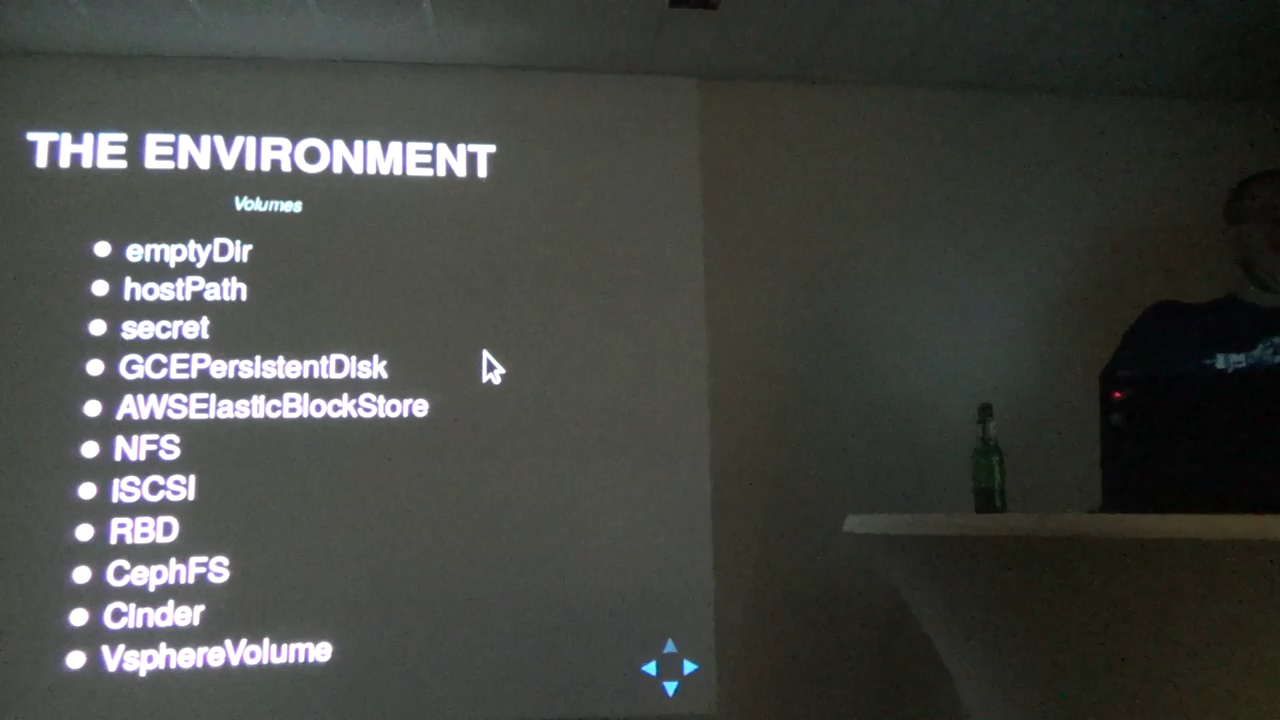 THE ENVIRONMENT
Volumes
emptyDir
hostPath
secret
GCEPersistentDisk
AWSElasticBlockStore
NFS
iSCSI
RBD
CephFS
Cinder
VsphereVolume